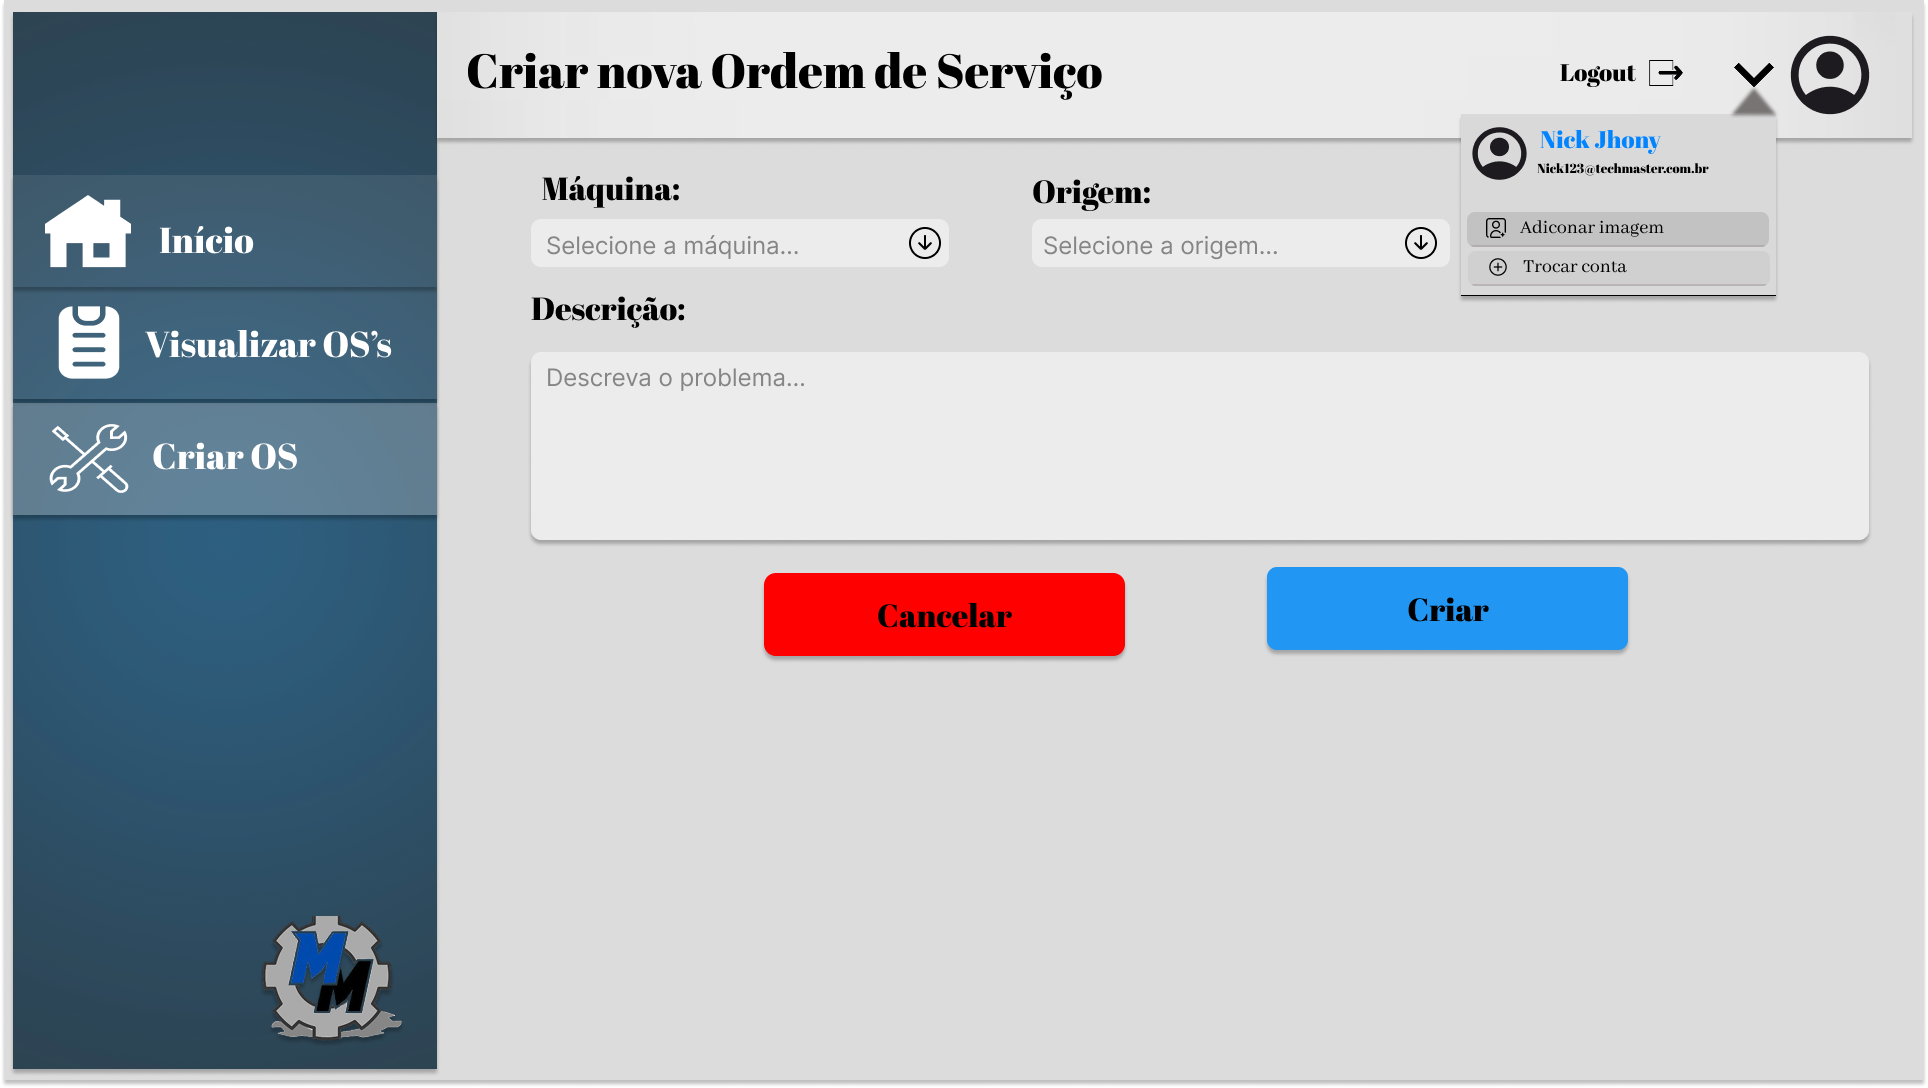 Criar nova Ordem de Serviço
Logout
Nick Jhony
Nick123@techmaster.com.br
Adiconar imagem
Trocar conta
Início
Visualizar OS’s
Criar OS
Máquina:
Origem:
Selecione a máquina...
Selecione a origem...
Descrição:
Descreva o problema...
Cancelar
Criar
M
M